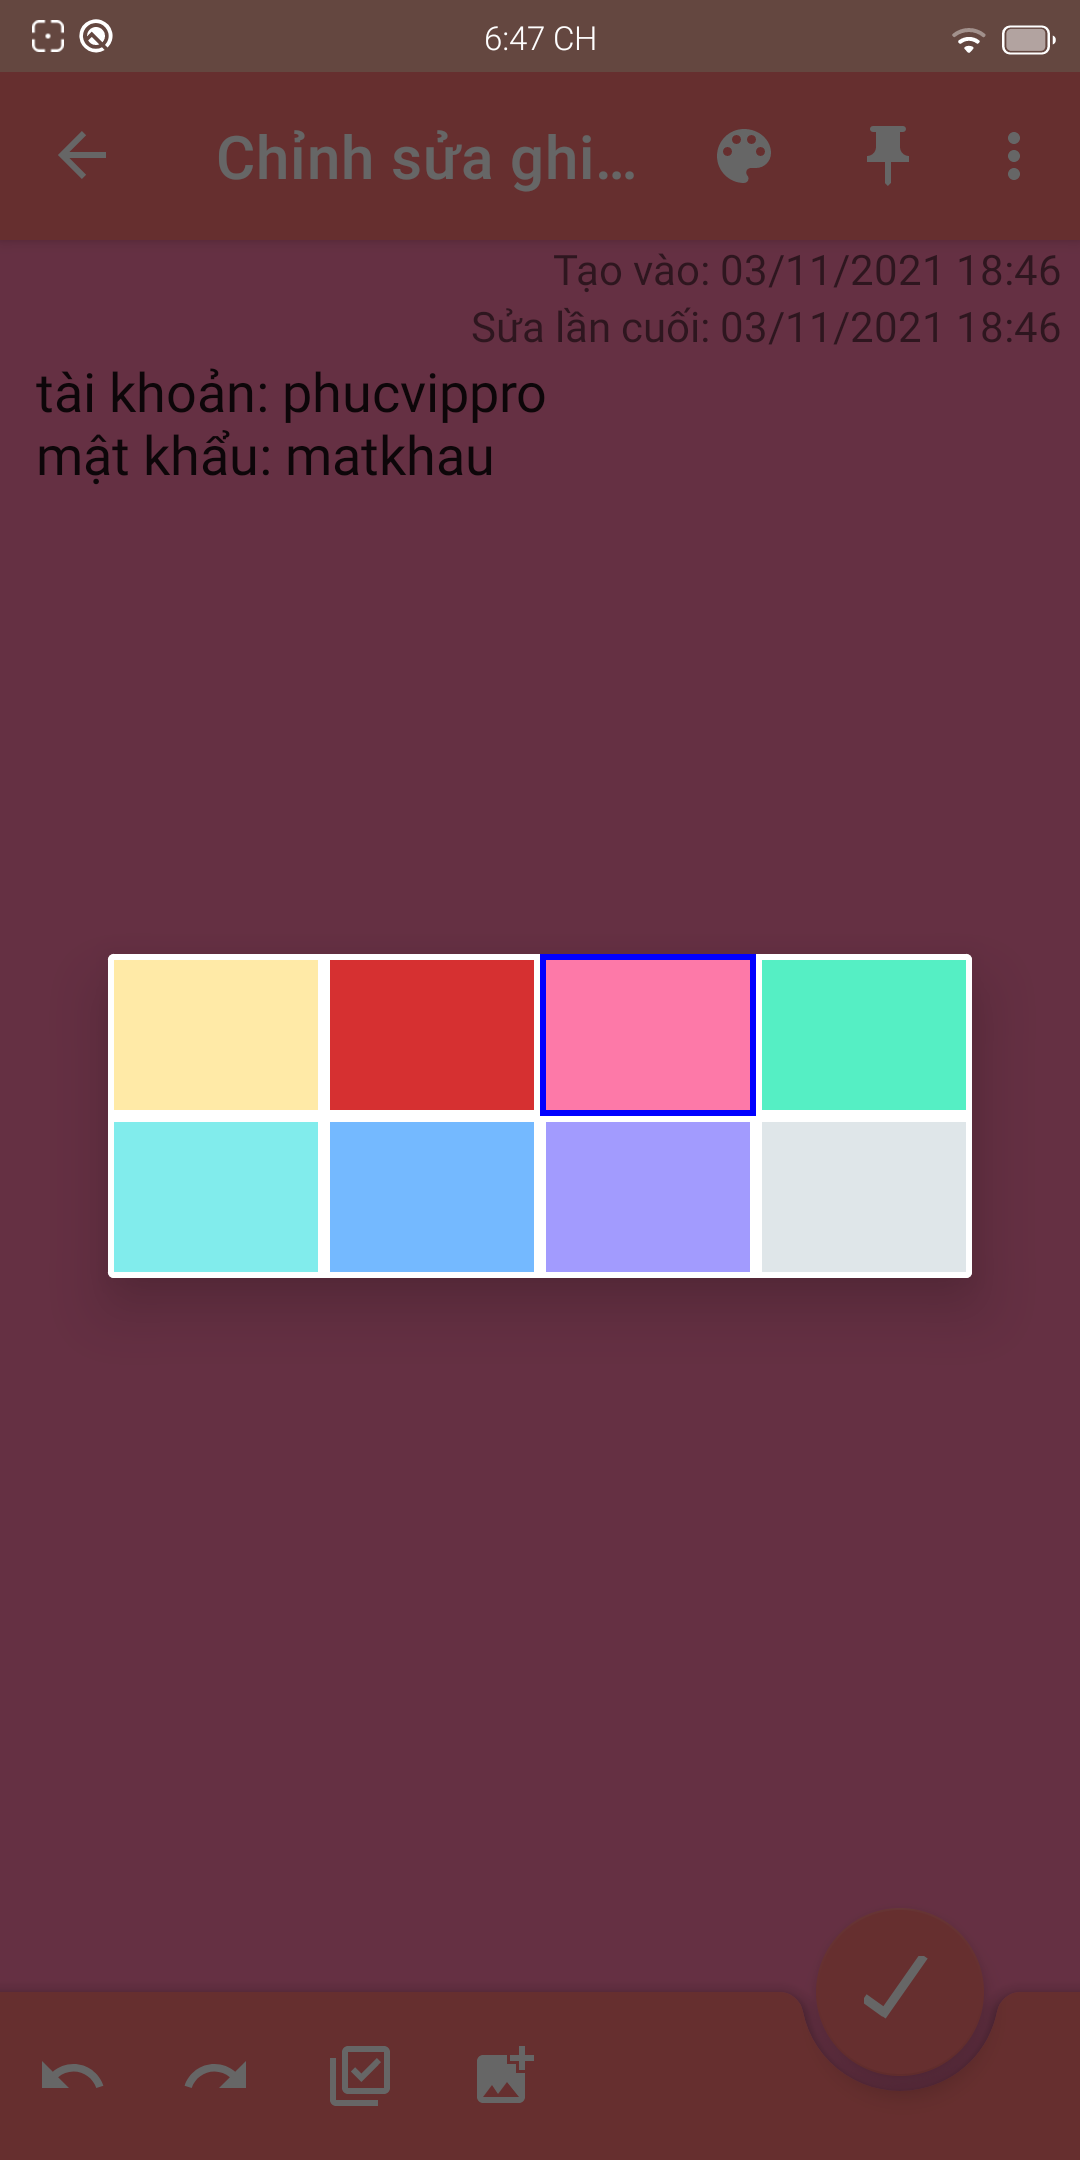 6:47 CH
Chỉnh sửa ghi...
Tạo vào: 03/11/2021 18:46
Sửa lần cuối: 03/11/2021 18:46
tài khoản: phucvippro
mật khẩu: matkhau